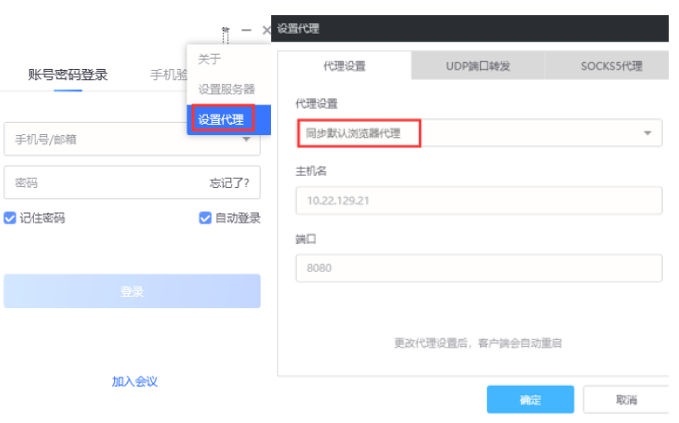 账号密码登录
手机验
关于
设置服务器
设置代理
手机号/邮箱
密码
忘记了?
记住密码
自动登录
登录
加入会议
设置代理
代理设置
UDP端口转发
SOCKS5代理
代理设置
同步默认浏览器代理
主机名
10.22.129.21
端口
8080
更改代理设置后，客户端会自动重启
确定
取消